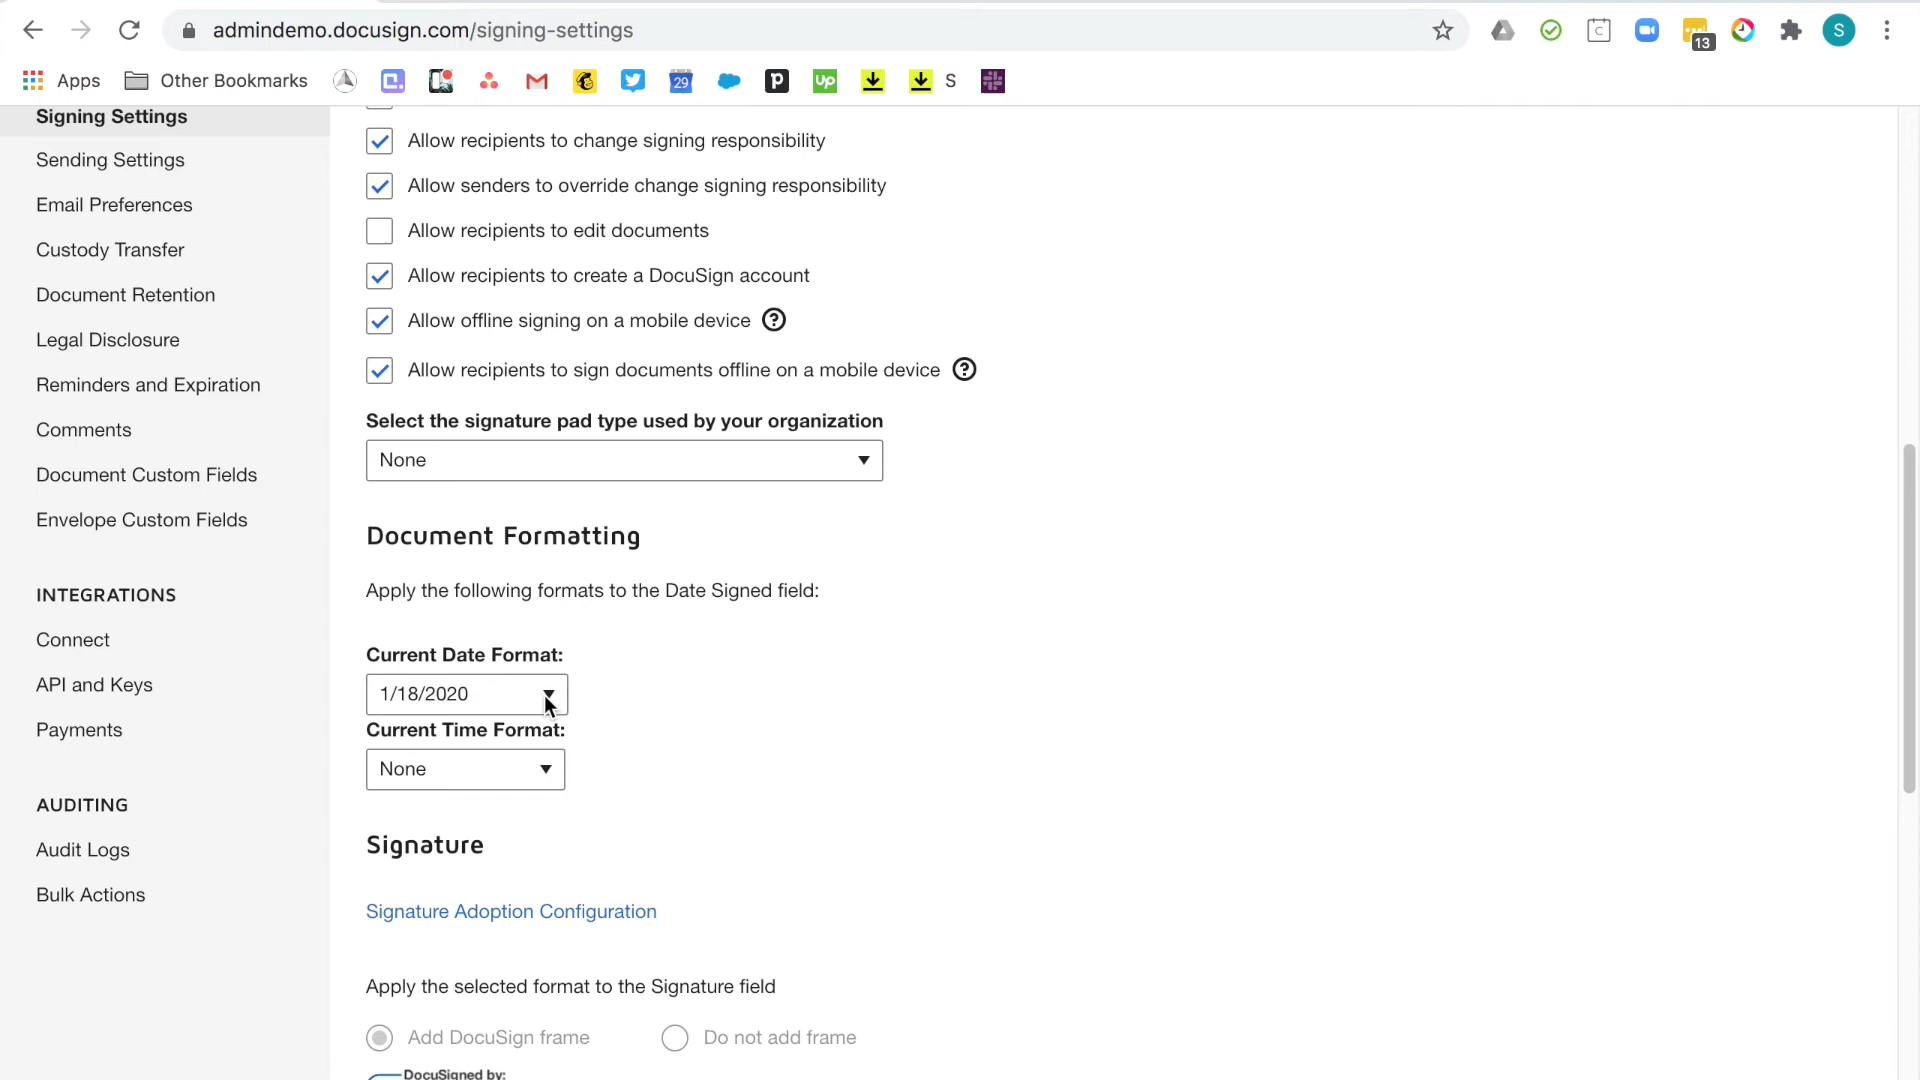 admindemo.docusign.com/signing-settings
13
S
Apps
Other Bookmarks
29
up
S
Signing Settings
Sending Settings
Email Preferences
Custody Transfer
Document Retention
Legal Disclosure
Reminders and Expiration
Comments
Document Custom Fields
Envelope Custom Fields
INTEGRATIONS
Connect
API and Keys
Payments
AUDITING
Audit Logs
Bulk Actions
Allow recipients to change signing responsibility
Allow senders to override change signing responsibility
Allow recipients to edit documents
Allow recipients to create a DocuSign account
Allow offline signing on a mobile device ?
Allow recipients to sign documents offline on a mobile device ?
Select the signature pad type used by your organization
None
Document Formatting
Apply the following formats to the Date Signed field:
Current Date Format:
1/18/2020
Current Time Format:
None
Signature
Signature Adoption Configuration
Apply the selected format to the Signature field
Add DocuSign frame
Do not add frame
DocuSigned by: